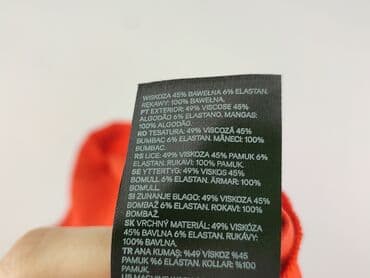 WISKOZA 45% BAWEŁNA 6% ELASTAN.
RĘKAWY: 100% BAWEŁNA.
PT EXTERIOR: 49% VISCOSE 45%
ALGODÃO 6% ELASTANO. MANGAS:
100% ALGODÃO.
RO ȚESATURA: 49% VISCOZĂ 45%
BUMBAC 6% ELASTAN. MÂNECI: 100%
BUMBAC.
RS LICE: 49% VISKOZA 45% PAMUK 6%
ELASTAN. RUKAVI: 100% PAMUK.
SE YTTERTYG: 49% VISKOS 45%
BOMULL 6% ELASTAN. ÄRMAR: 100%
BOMULL.
SI ZUNANJE BLAGO: 49% VISKOZA 45%
BOMBAŽ 6% ELASTAN. ROKAVI: 100%
BOMBAŽ.
SK VRCHNÝ MATERIÁL: 49% VISKÓZA
45% BAVLNA 6% ELASTAN. RUKÁVY:
100% BAVLNA.
TR ANA KUMAŞ: %49 VİSKOZ %45
PAMUK %6 ELASTAN. KOLLAR: %100